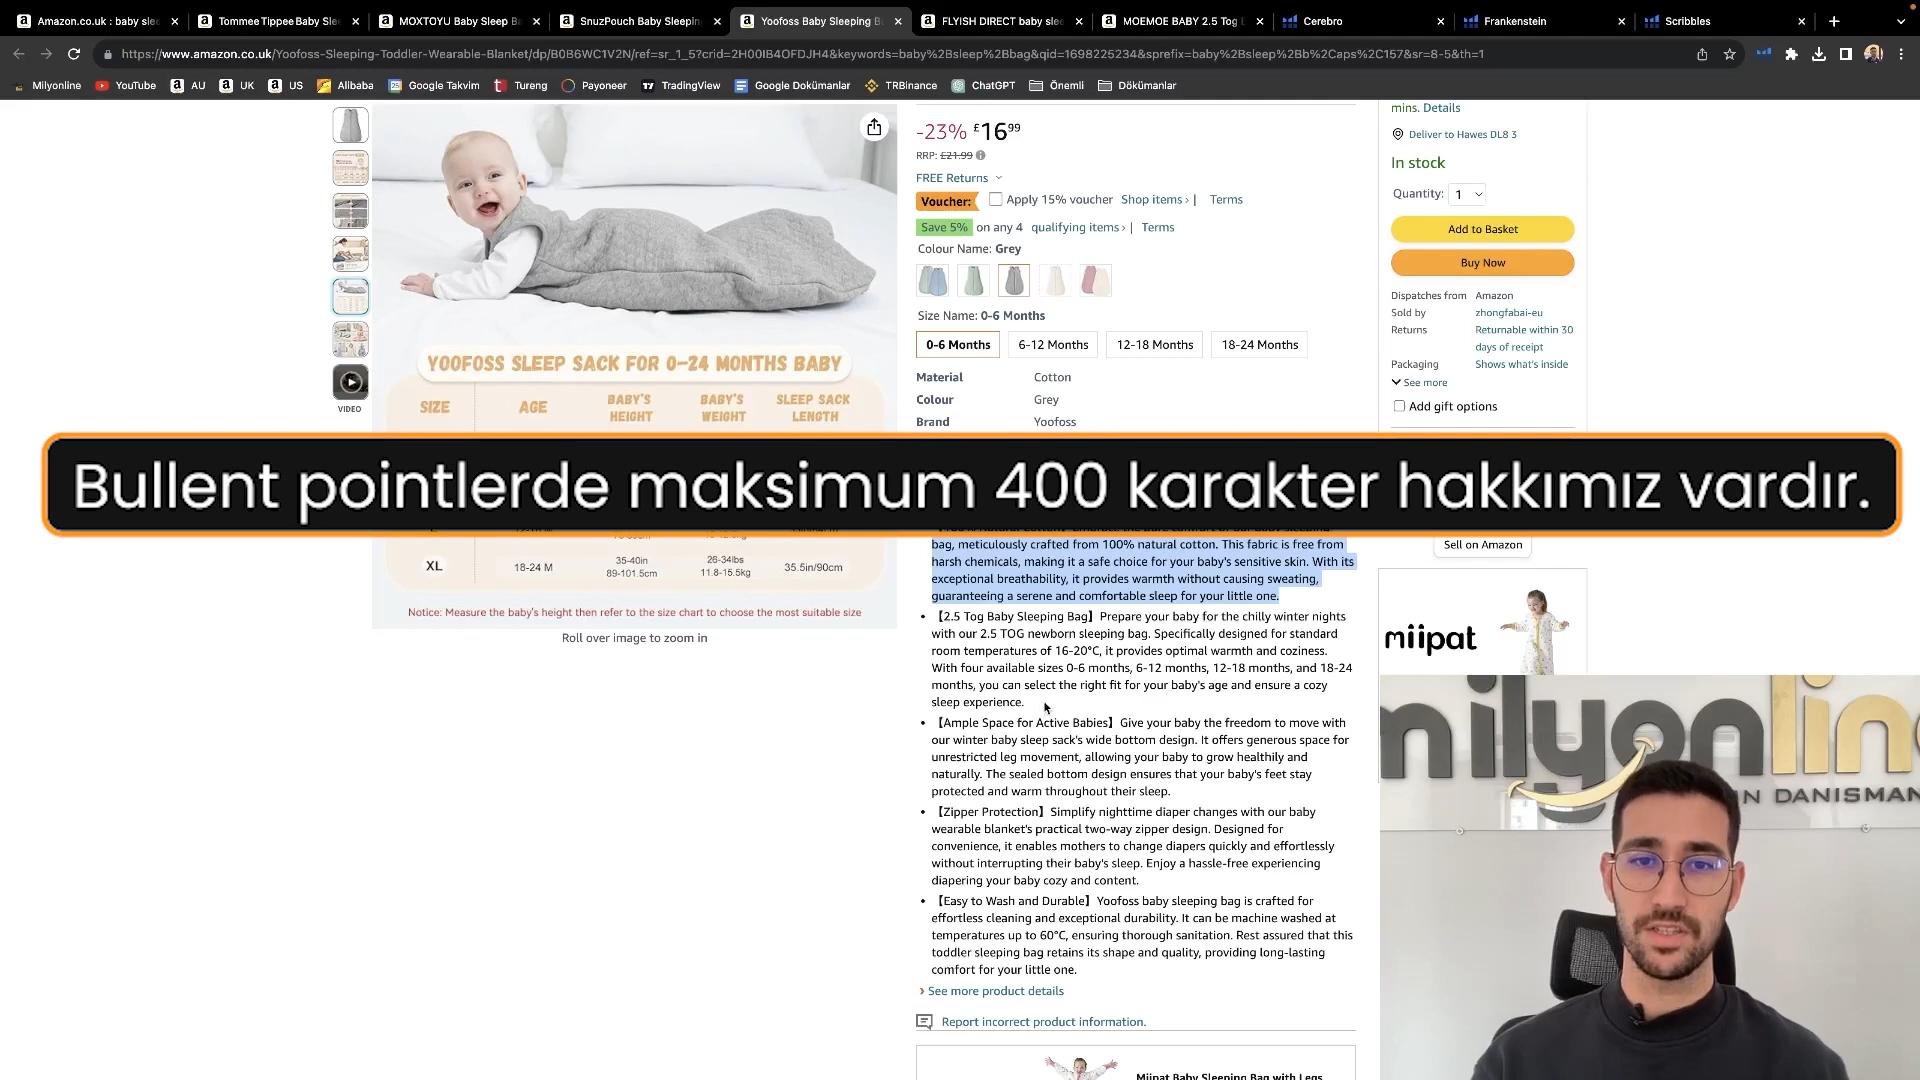 Amazon.co.uk : baby slee
TommeeTippee Baby Sle
MOXTOYU Baby Sleep Ba
SnuzPouch Baby Sleeping
Yoofoss Baby Sleeping B
FLYISH DIRECT baby slee
MOEMOE BABY 2.5 Tog L
Cerebro
Frankenstein
Scribbles
https://www.amazon.co.uk/Yoofoss-Sleeping-Toddler-Wearable-Blanket/dp/B0B6WC1V2N/ref=sr_1_5?crid=2H00IB4OFDJH4&keywords=baby%2Bsleep%2Bbag&qid=1698225234&sprefix=baby%2Bsleep%2Bb%2Caps%2C157&sr=8-5&th=1
Milyonline YouTube AU UK US Alibaba Google Takvim Tureng Payoneer TradingView Google Dokümanlar TRBinance ChatGPT Önemli Dökümanlar
-23% £16⁹⁹
RRP: £21.99
FREE Returns
Voucher: Apply 15% voucher Shop items› | Terms
Save 5% on any 4 qualifying items› | Terms
Colour Name: Grey
Size Name: 0-6 Months
0-6 Months 6-12 Months 12-18 Months 18-24 Months
Material Cotton
Colour Grey
Brand Yoofoss
mins. Details
Deliver to Hawes DL8 3
In stock
Quantity: 1
Add to Basket
Buy Now
Dispatches from Amazon
Sold by zhongfabai-eu
Returns Returnable within 30
days of receipt
Packaging Shows what's inside
See more
Add gift options
VIDEO
YOOFOSS SLEEP SACK FOR 0-24 MONTHS BABY
SIZE AGE BABY'S HEIGHT BABY'S WEIGHT SLEEP SACK LENGTH
Bullent pointlerde maksimum 400 karakter hakkımız vardır.
XL 18-24 M 35-40in 89-101.5cm 26-34lbs 11.8-15.5kg 35.5in/90cm
Notice: Measure the baby's height then refer to the size chart to choose the most suitable size
Roll over image to zoom in
bag, meticulously crafted from 100% natural cotton. This fabric is free from
harsh chemicals, making it a safe choice for your baby's sensitive skin. With its
exceptional breathability, it provides warmth without causing sweating,
guaranteeing a serene and comfortable sleep for your little one.
• 【2.5 Tog Baby Sleeping Bag】Prepare your baby for the chilly winter nights
with our 2.5 TOG newborn sleeping bag. Specifically designed for standard
room temperatures of 16-20°C, it provides optimal warmth and coziness.
With four available sizes 0-6 months, 6-12 months, 12-18 months, and 18-24
months, you can select the right fit for your baby's age and ensure a cozy
sleep experience.
• 【Ample Space for Active Babies】Give your baby the freedom to move with
our winter baby sleep sack's wide bottom design. It offers generous space for
unrestricted leg movement, allowing your baby to grow healthily and
naturally. The sealed bottom design ensures that your baby's feet stay
protected and warm throughout their sleep.
• 【Zipper Protection】Simplify nighttime diaper changes with our baby
wearable blanket's practical two-way zipper design. Designed for
convenience, it enables mothers to change diapers quickly and effortlessly
without interrupting their baby's sleep. Enjoy a hassle-free experiencing
diapering your baby cozy and content.
• 【Easy to Wash and Durable】Yoofoss baby sleeping bag is crafted for
effortless cleaning and exceptional durability. It can be machine washed at
temperatures up to 60°C, ensuring thorough sanitation. Rest assured that this
toddler sleeping bag retains its shape and quality, providing long-lasting
comfort for your little one.
› See more product details
Report incorrect product information.
Miipat Baby Sleeping Bag with Legs
Sell on Amazon
miipat
milyonlin
N DANISMAN